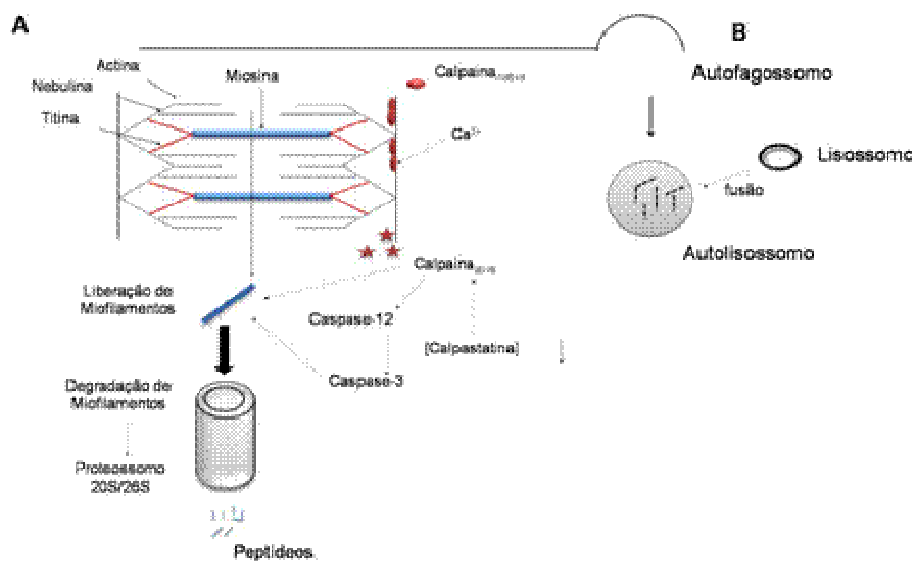 A
B
Actina
Nebulina
Titina
Miosina
Calpaína
Ca²⁺
Autofagossomo
Lisossomo
fusão
Autolisossomo
Calpaína
Liberação de
Miofilamentos
Caspase-12
[Calpastatina]
Caspase-3
Degradação de
Miofilamentos
Proteossomo
20S/26S
Peptídeos